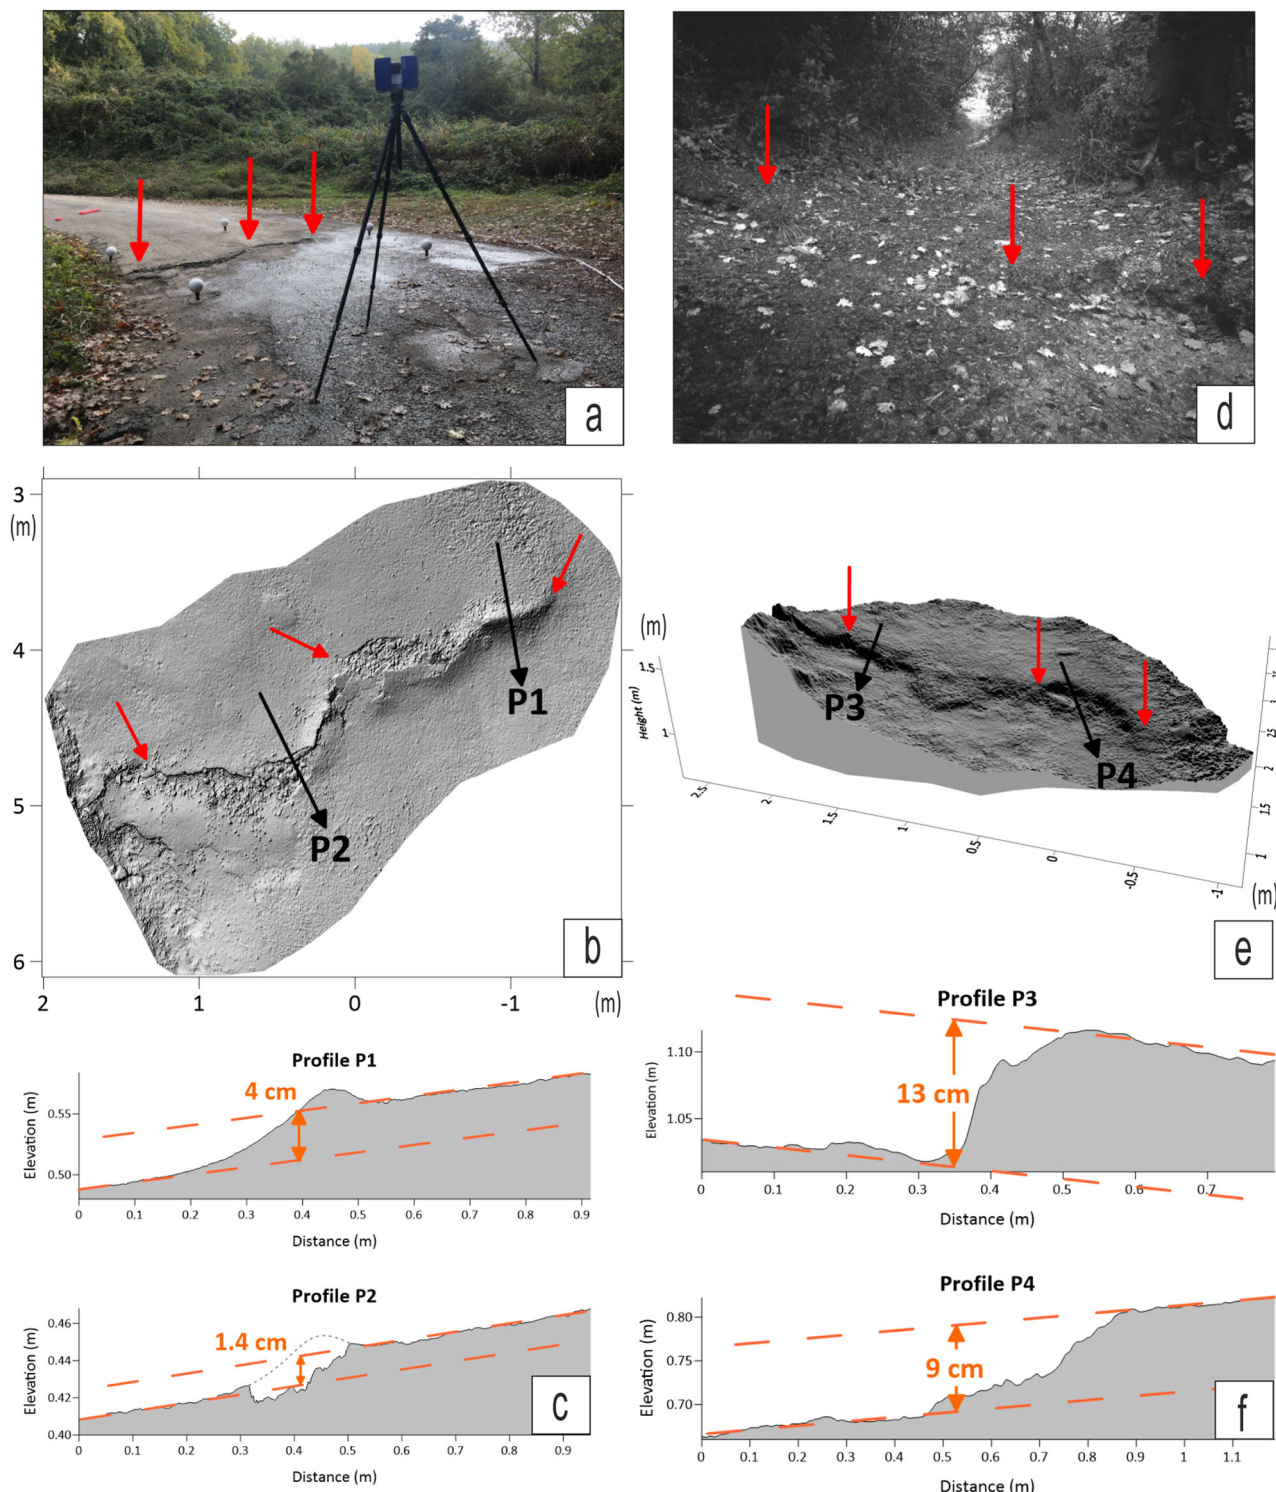 a
d
3
(m)
4
5
6
2
1
0
-1
(m)
P1
P2
b
(m)
1.5
Height (m)
1
P3
P4
2.5
2
1.5
1
0.5
0
-0.5
-1
(m)
1
1.5
2
2.5
e
Profile P1
4 cm
Elevation (m)
0.55
0.50
0
0.1
0.2
0.3
0.4
0.5
0.6
0.7
0.8
0.9
Distance (m)
Profile P2
1.4 cm
Elevation (m)
0.46
0.44
0.42
0.40
0
0.1
0.2
0.3
0.4
0.5
0.6
0.7
0.8
0.9
Distance (m)
c
Profile P3
13 cm
Elevation (m)
1.10
1.05
0
0.1
0.2
0.3
0.4
0.5
0.6
0.7
Distance (m)
Profile P4
9 cm
Elevation (m)
0.80
0.75
0.70
0
0.1
0.2
0.3
0.4
0.5
0.6
0.7
0.8
0.9
1
1.1
Distance (m)
f